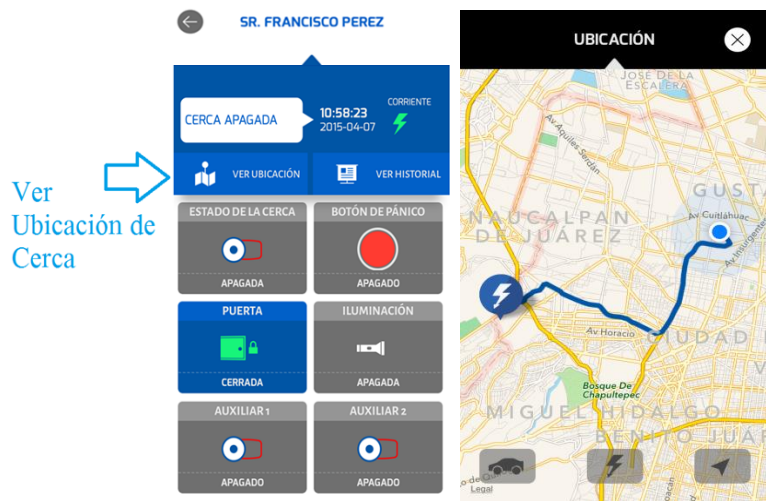 SR. FRANCISCO PEREZ
CERCA APAGADA
10:58:23
2015-04-07
CORRIENTE
VER UBICACIÓN
VER HISTORIAL
Ver
Ubicación de
Cerca
ESTADO DE LA CERCA
BOTÓN DE PÁNICO
APAGADA
APAGADO
PUERTA
ILUMINACIÓN
CERRADA
APAGADA
AUXILIAR 1
AUXILIAR 2
APAGADO
APAGADO
UBICACIÓN
JOSÉ DE LA
ESCALERA
Av Aquiles Serdán
GUSTA
NAUCALPAN
DE JUÁREZ
Av Cuitláhuac
Av Insurgentes
Av Horacio
CIUDAD
Bosque De
Chapultepec
MIGUEL HIDALGO
BENITO JUÁR
Legal